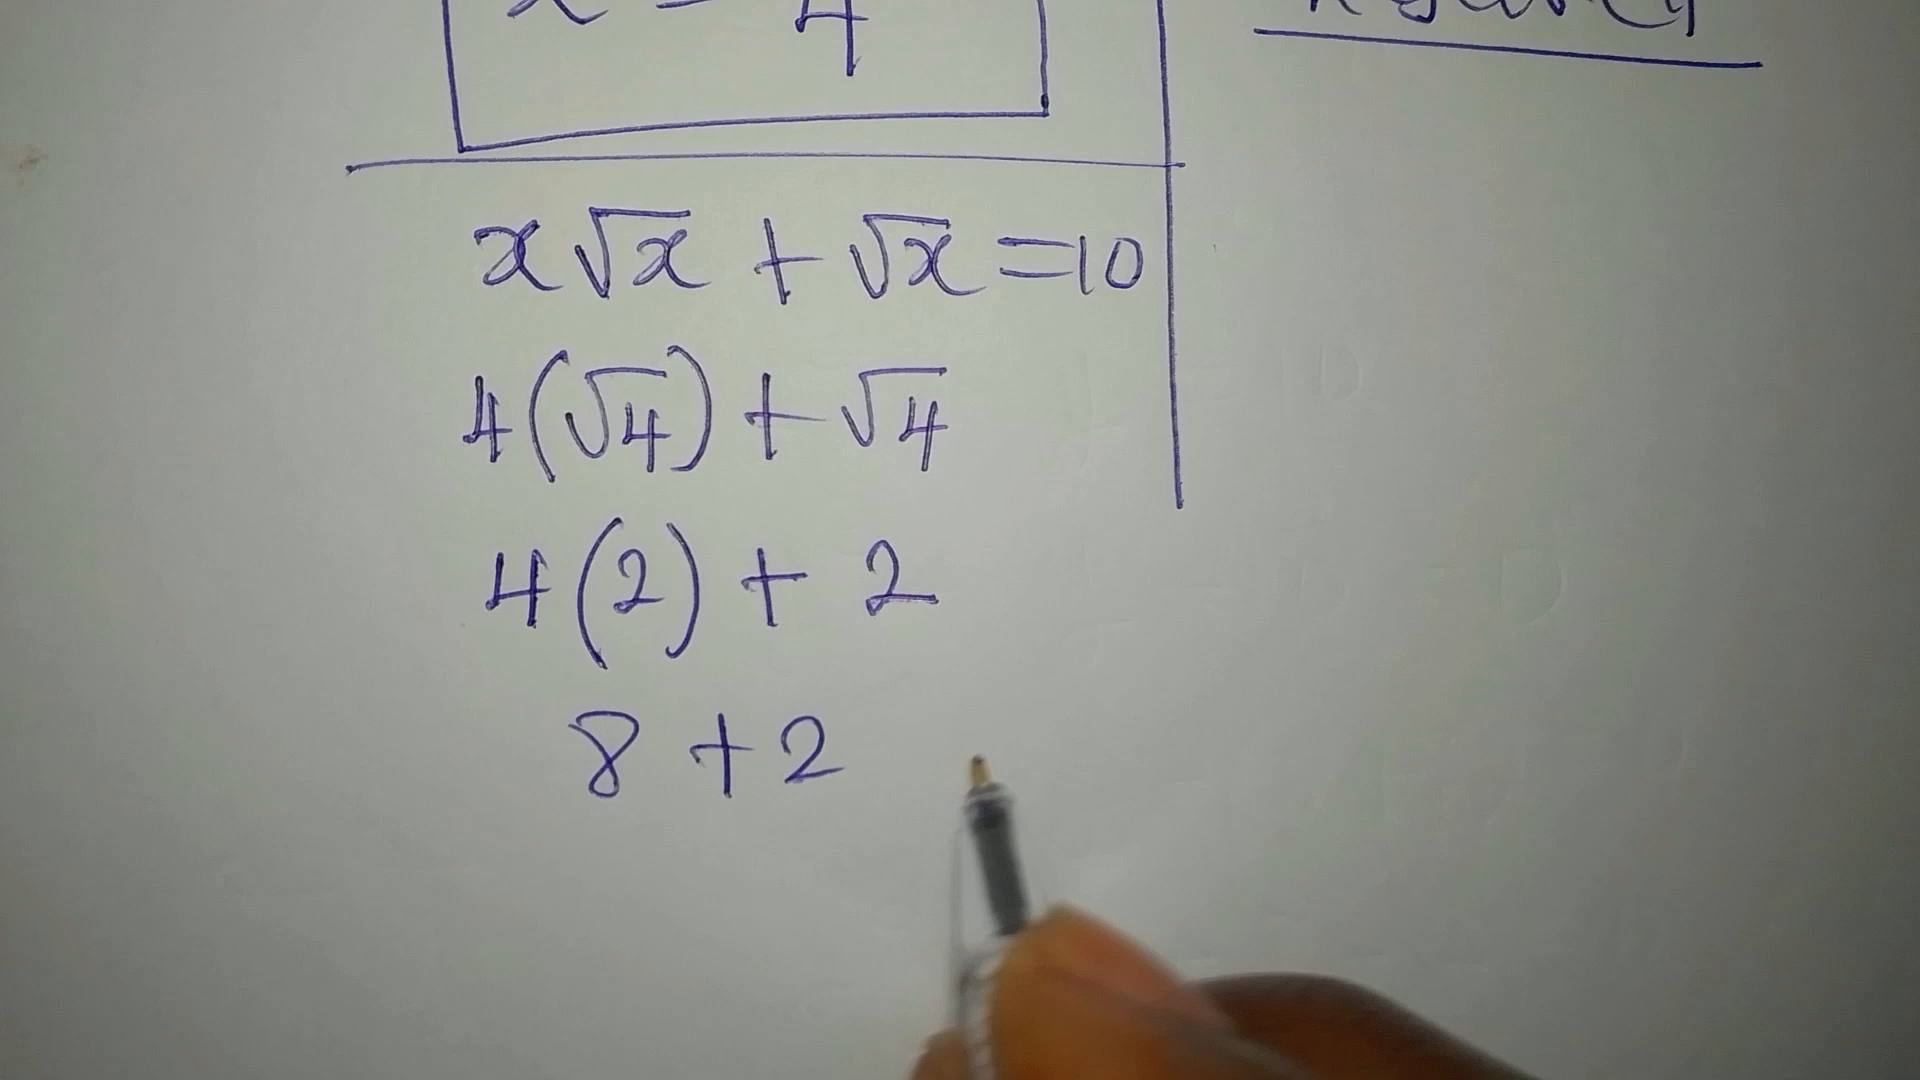 x = 4
x√x + √x = 10
4(√4) + √4
4(2) + 2
8 + 2